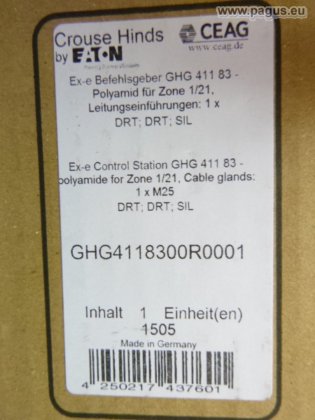 www.pagus.eu
Crouse Hinds
by EATON
CEAG
www.ceag.de
Ex-e Befehlsgeber GHG 411 83 -
Polyamid für Zone 1/21,
Leitungseinführungen: 1 x
DRT; DRT; SIL
Ex-e Control Station GHG 411 83 -
polyamide for Zone 1/21, Cable glands:
1 x M25
DRT; DRT; SIL
GHG4118300R0001
Inhalt 1 Einheit(en)
1505
Made in Germany
4 250217 437601